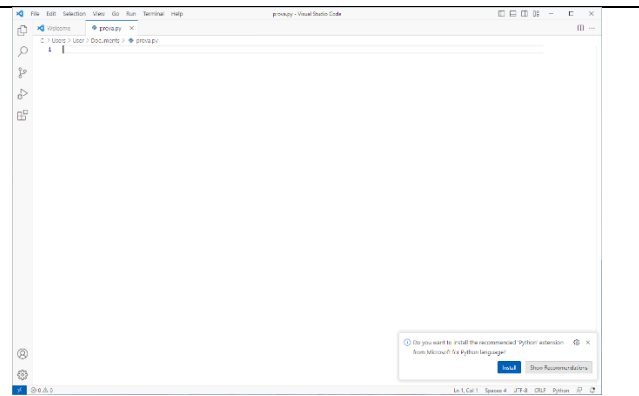 File Edit Selection View Go Run Terminal Help prova.py - Visual Studio Code
Welcome prova.py
C: > Users > User > Documents > prova.py
1
Do you want to install the recommended 'Python' extension
from Microsoft for Python language?
Install Show Recommendations
0 0 Ln 1, Col 1 Spaces: 4 UTF-8 CRLF Python